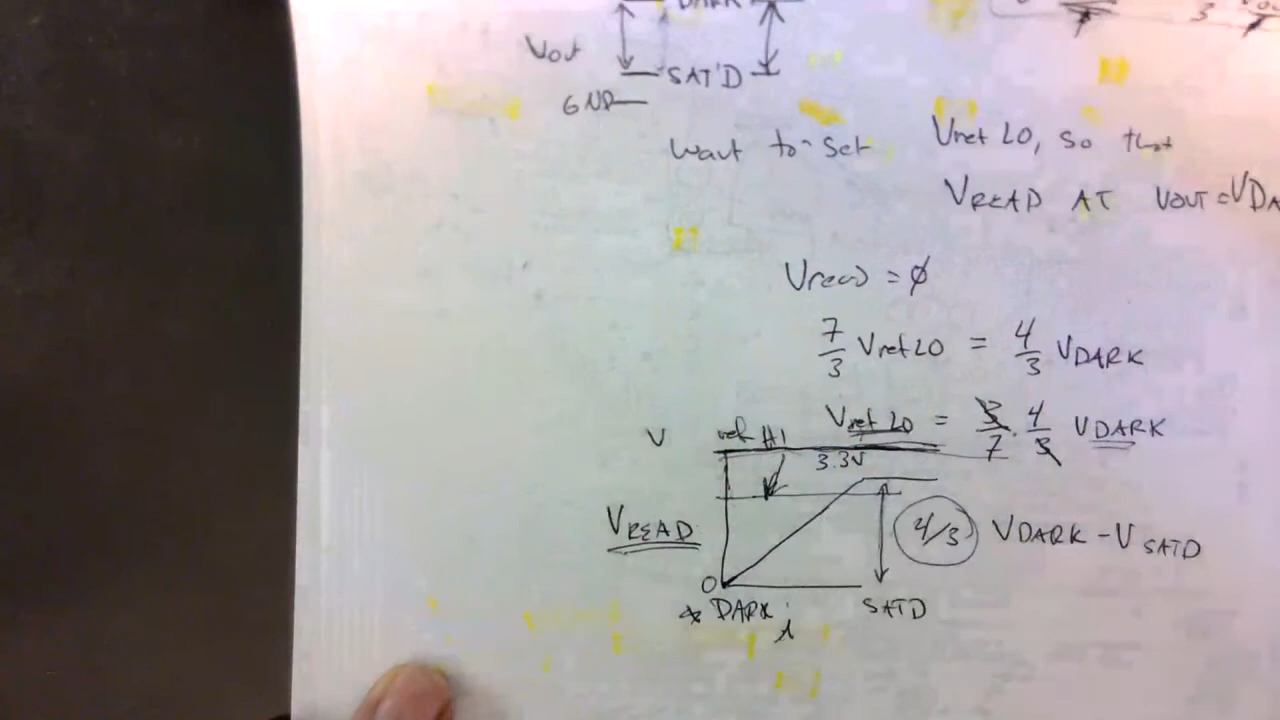 DARK
Vout
SAT'D
GND
Want to set Vref LO, so that
VREAD AT VOUT = VDA
Vread = ϕ
7/3 Vref LO = 4/3 VDARK
Vref LO = 3/7 · 4/3 VDARK
V ref HI
3.3V
VREAD
4/3 VDARK - VSATD
0
DARK
SATD